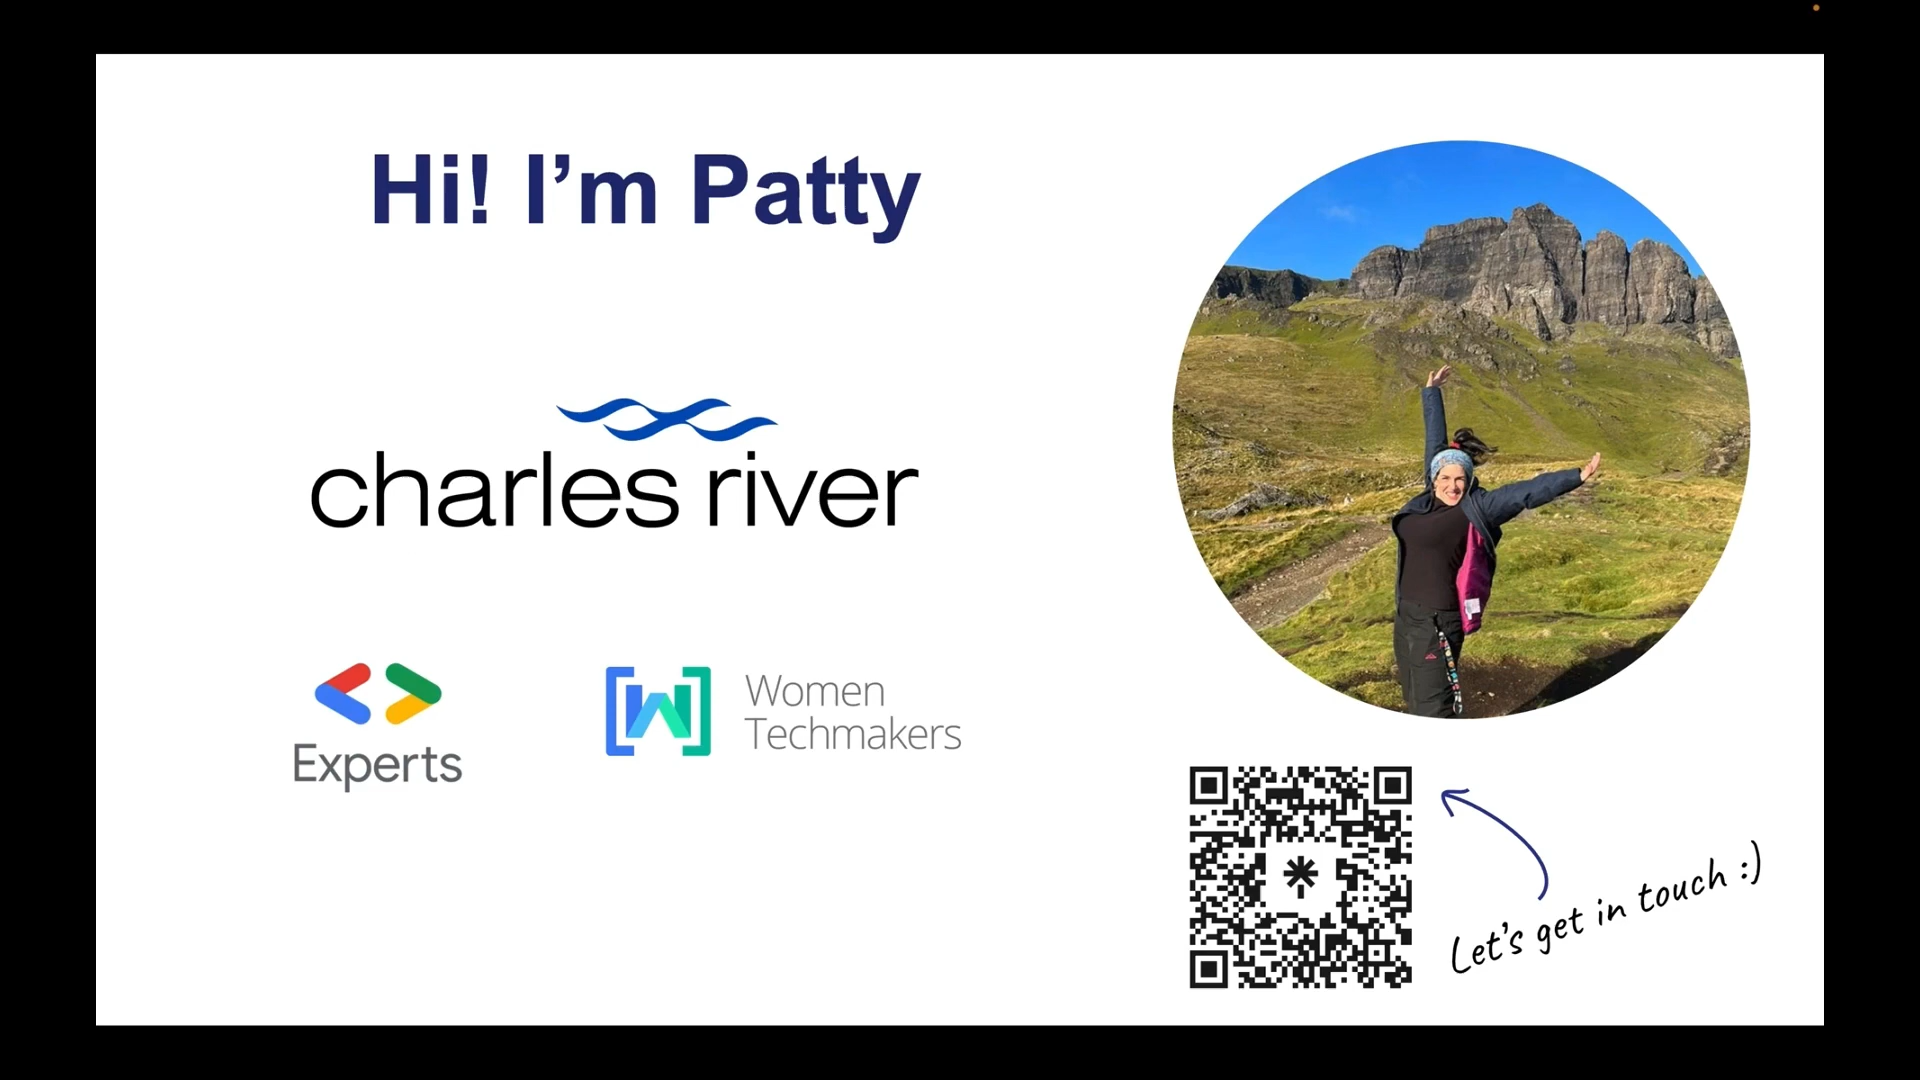 Hi! I’m Patty
charles river
Experts
Women
Techmakers
Let’s get in touch :)